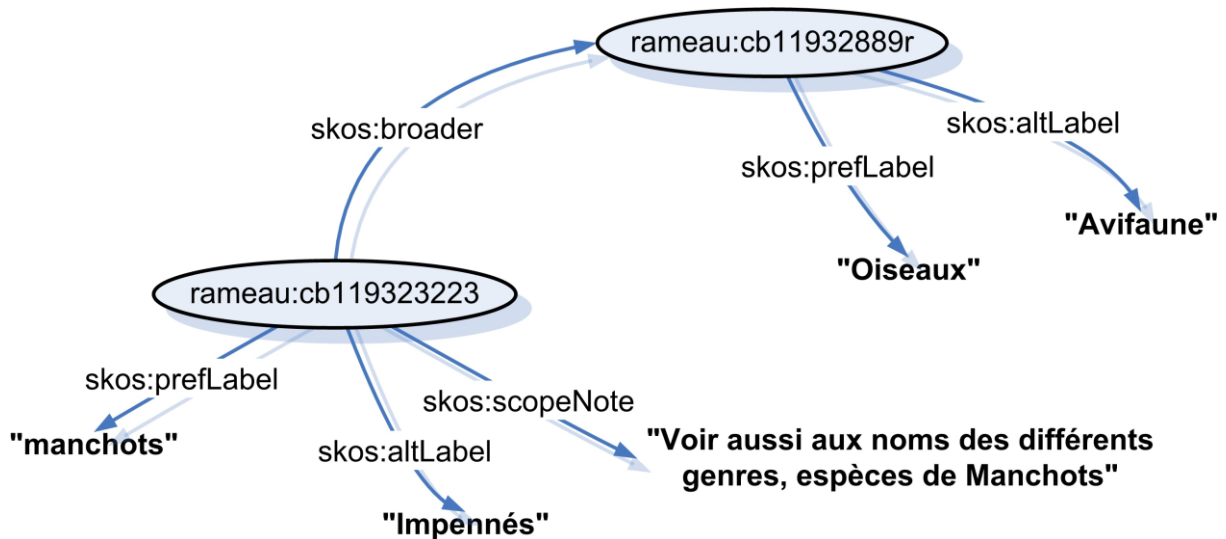 rameau:cb11932889r
skos:broader
skos:altLabel
skos:prefLabel
"Avifaune"
"Oiseaux"
rameau:cb119323223
skos:prefLabel
skos:scopeNote
"manchots"
skos:altLabel
"Voir aussi aux noms des différents
genres, espèces de Manchots"
"Impennés"